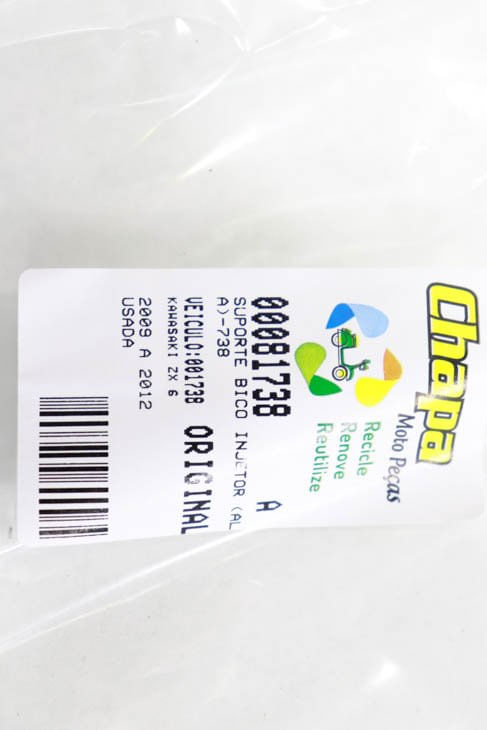 Chapa
Moto Peças
Recicle
Renove
Reutilize
00081738 A
SUPORTE BICO INJETOR (AL
A)-738
VEICULO:001738 ORIGINAL
KAWASAKI ZX 6
2009 A 2012
USADA